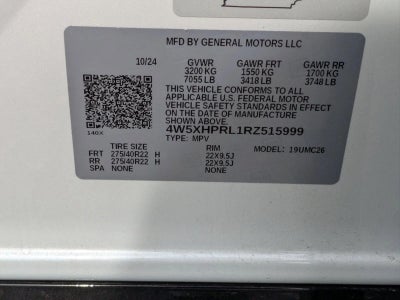 MFD BY GENERAL MOTORS LLC
10/24 GVWR GAWR FRT GAWR RR
3200 KG 1550 KG 1700 KG
7055 LB 3418 LB 3748 LB
THIS VEHICLE CONFORMS TO ALL
APPLICABLE U.S. FEDERAL MOTOR
VEHICLE SAFETY STANDARDS IN EFFECT
ON THE DATE OF MANUFACTURE
SHOWN ABOVE.
4W5XHPRL1RZ515999
140X TYPE: MPV MODEL: 19UMC26
TIRE SIZE RIM
FRT 275/40R22 H 22X9.5J
RR 275/40R22 H 22X9.5J
SPA NONE NONE